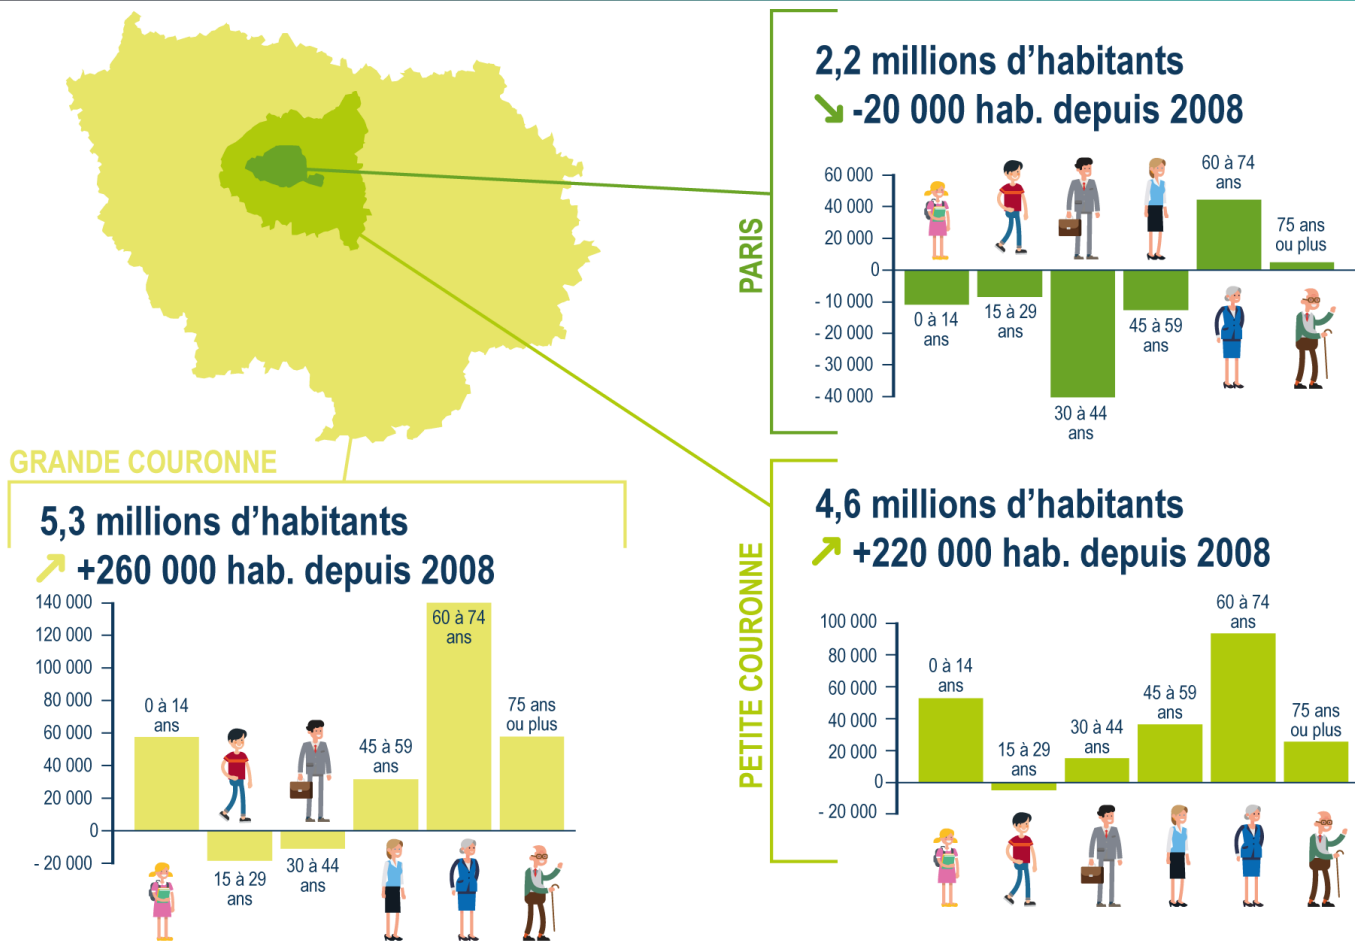 PARIS
2,2 millions d'habitants
-20 000 hab. depuis 2008
60 000
40 000
20 000
0
- 10 000
- 20 000
- 30 000
- 40 000
0 à 14
ans
15 à 29
ans
30 à 44
ans
45 à 59
ans
60 à 74
ans
75 ans
ou plus
GRANDE COURONNE
5,3 millions d'habitants
+260 000 hab. depuis 2008
140 000
120 000
100 000
80 000
60 000
40 000
20 000
0
- 20 000
0 à 14
ans
15 à 29
ans
30 à 44
ans
45 à 59
ans
60 à 74
ans
75 ans
ou plus
PETITE COURONNE
4,6 millions d'habitants
+220 000 hab. depuis 2008
100 000
80 000
60 000
40 000
20 000
0
- 20 000
0 à 14
ans
15 à 29
ans
30 à 44
ans
45 à 59
ans
60 à 74
ans
75 ans
ou plus